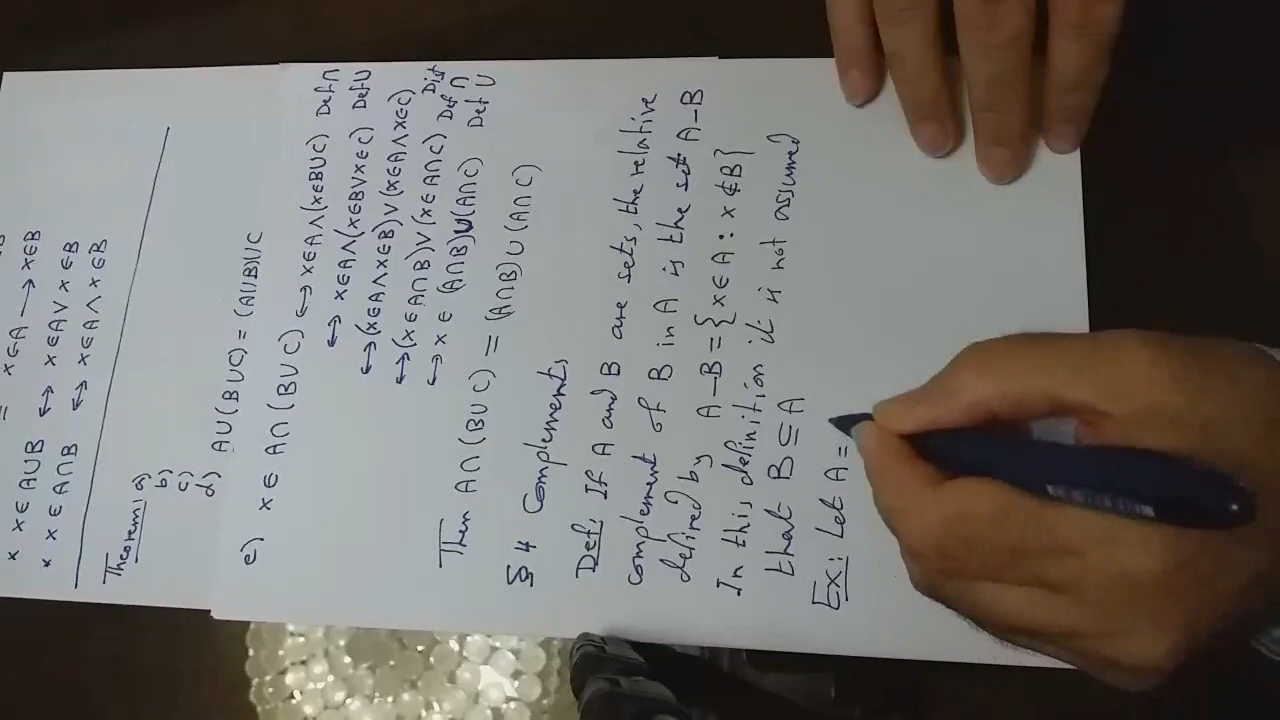 = x∈A → x∈B
* x∈A∪B ↔ x∈A∨x∈B
* x∈A∩B ↔ x∈A∧x∈B
Theorem: a)
b)
c)
d) A∪(B∪C) = (A∪B)∪C
e) x∈A∩(B∪C) ↔ x∈A∧(x∈B∪C) Def ∩
↔ x∈A∧(x∈B∨x∈C) Def ∪
↔ (x∈A∧x∈B)∨(x∈A∧x∈C) Dist
↔ (x∈A∩B)∨(x∈A∩C) Def ∩
↔ x∈(A∩B)∪(A∩C) Def ∪
Then A∩(B∪C) = (A∩B)∪(A∩C)
§4 Complements
Def: If A and B are sets, the relative
complement of B in A is the set A-B
defined by A-B = {x∈A : x∉B}
In this definition it is not assumed
that B⊆A
Ex: Let A =